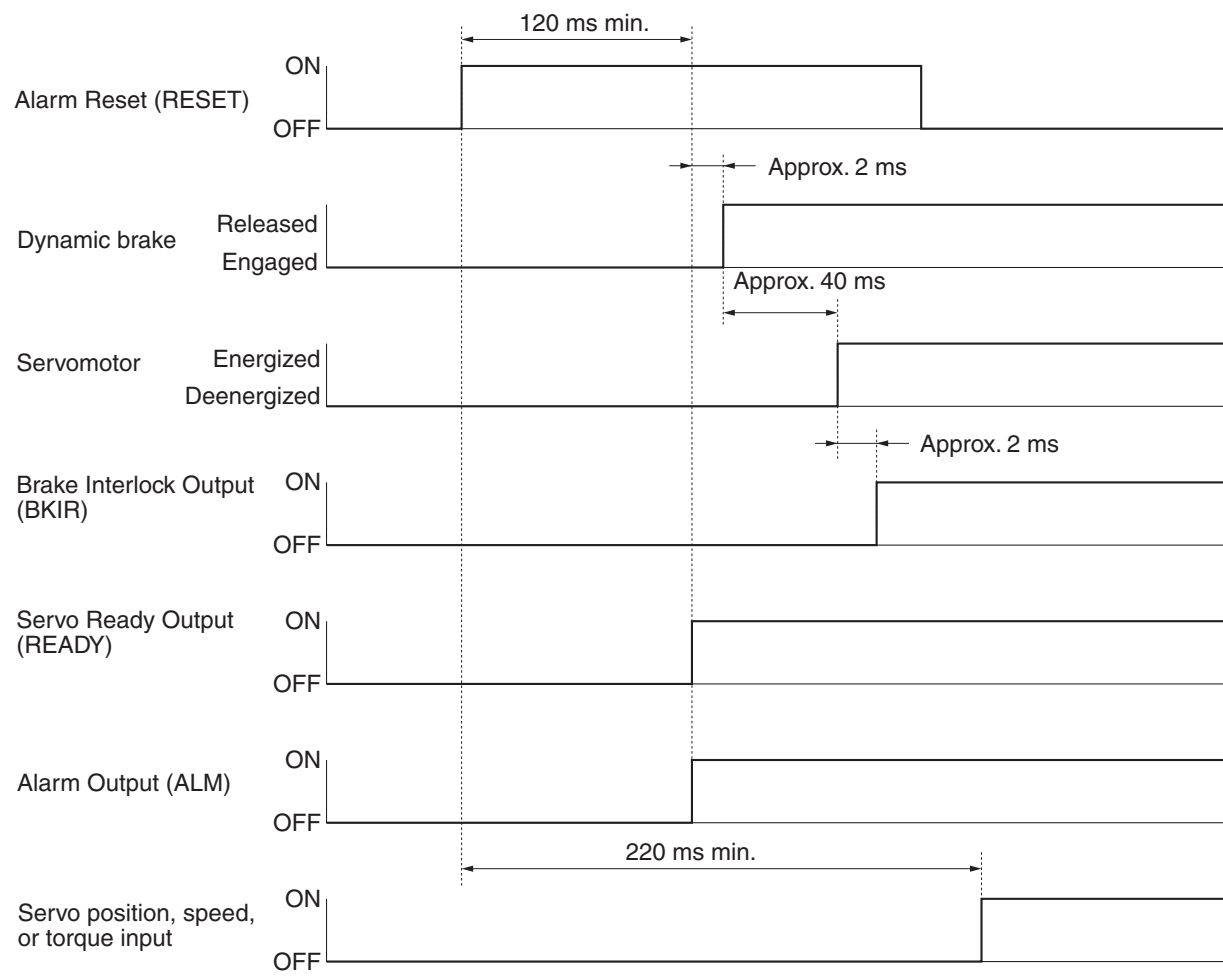 120 ms min.
ON
Alarm Reset (RESET)
OFF
Approx. 2 ms
Released
Dynamic brake
Engaged
Approx. 40 ms
Energized
Servomotor
Deenergized
Approx. 2 ms
ON
Brake Interlock Output
(BKIR)
OFF
Servo Ready Output
(READY)
ON
OFF
ON
Alarm Output (ALM)
OFF
220 ms min.
ON
Servo position, speed,
or torque input
OFF